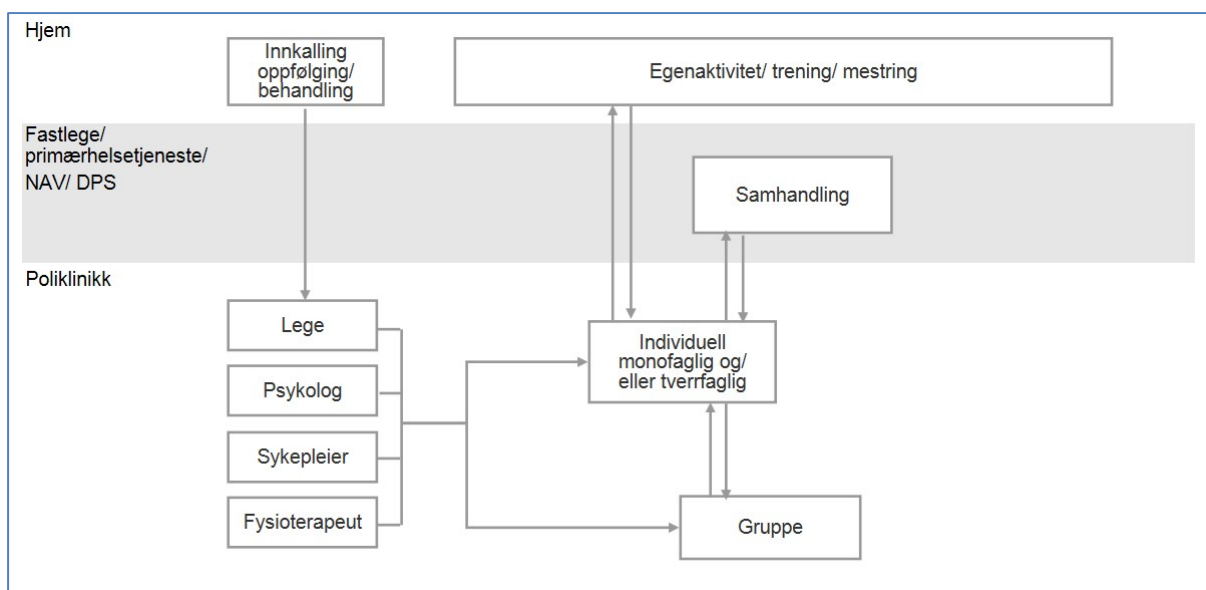 Hjem
Innkalling
oppfølging/
behandling
Egenaktivitet/ trening/ mestring
Fastlege/
primærhelsetjeneste/
NAV/ DPS
Samhandling
Poliklinikk
Lege
Psykolog
Sykepleier
Fysioterapeut
Individuell
monofaglig og/
eller tverrfaglig
Gruppe